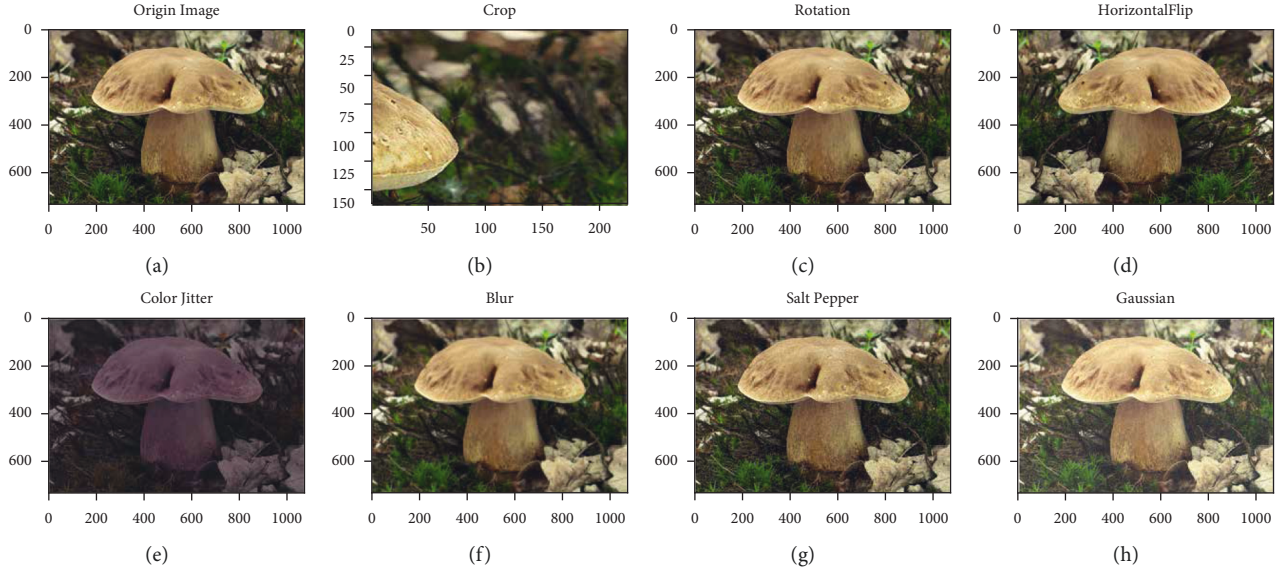 Origin Image
0
200
400
600
0 200 400 600 800 1000
(a)
Crop
0
25
50
75
100
125
150
50 100 150 200
(b)
Rotation
0
200
400
600
0 200 400 600 800 1000
(c)
HorizontalFlip
0
200
400
600
0 200 400 600 800 1000
(d)
Color Jitter
0
200
400
600
0 200 400 600 800 1000
(e)
Blur
0
200
400
600
0 200 400 600 800 1000
(f)
Salt Pepper
0
200
400
600
0 200 400 600 800 1000
(g)
Gaussian
0
200
400
600
0 200 400 600 800 1000
(h)